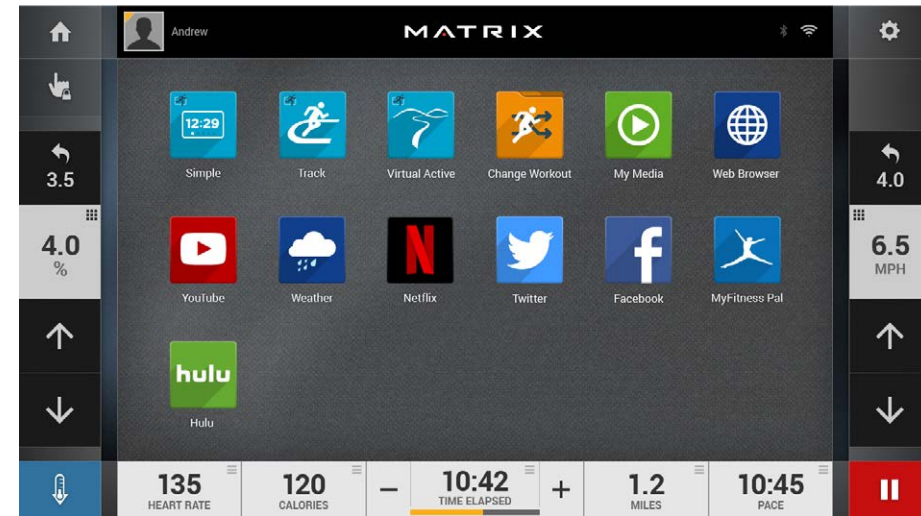 Andrew
MATRIX
3.5
4.0
%
12:29
Simple
Track
Virtual Active
Change Workout
My Media
Web Browser
YouTube
Weather
N
Netflix
Twitter
f
Facebook
MyFitness Pal
hulu
Hulu
4.0
6.5
MPH
135
HEART RATE
120
CALORIES
10:42
TIME ELAPSED
1.2
MILES
10:45
PACE